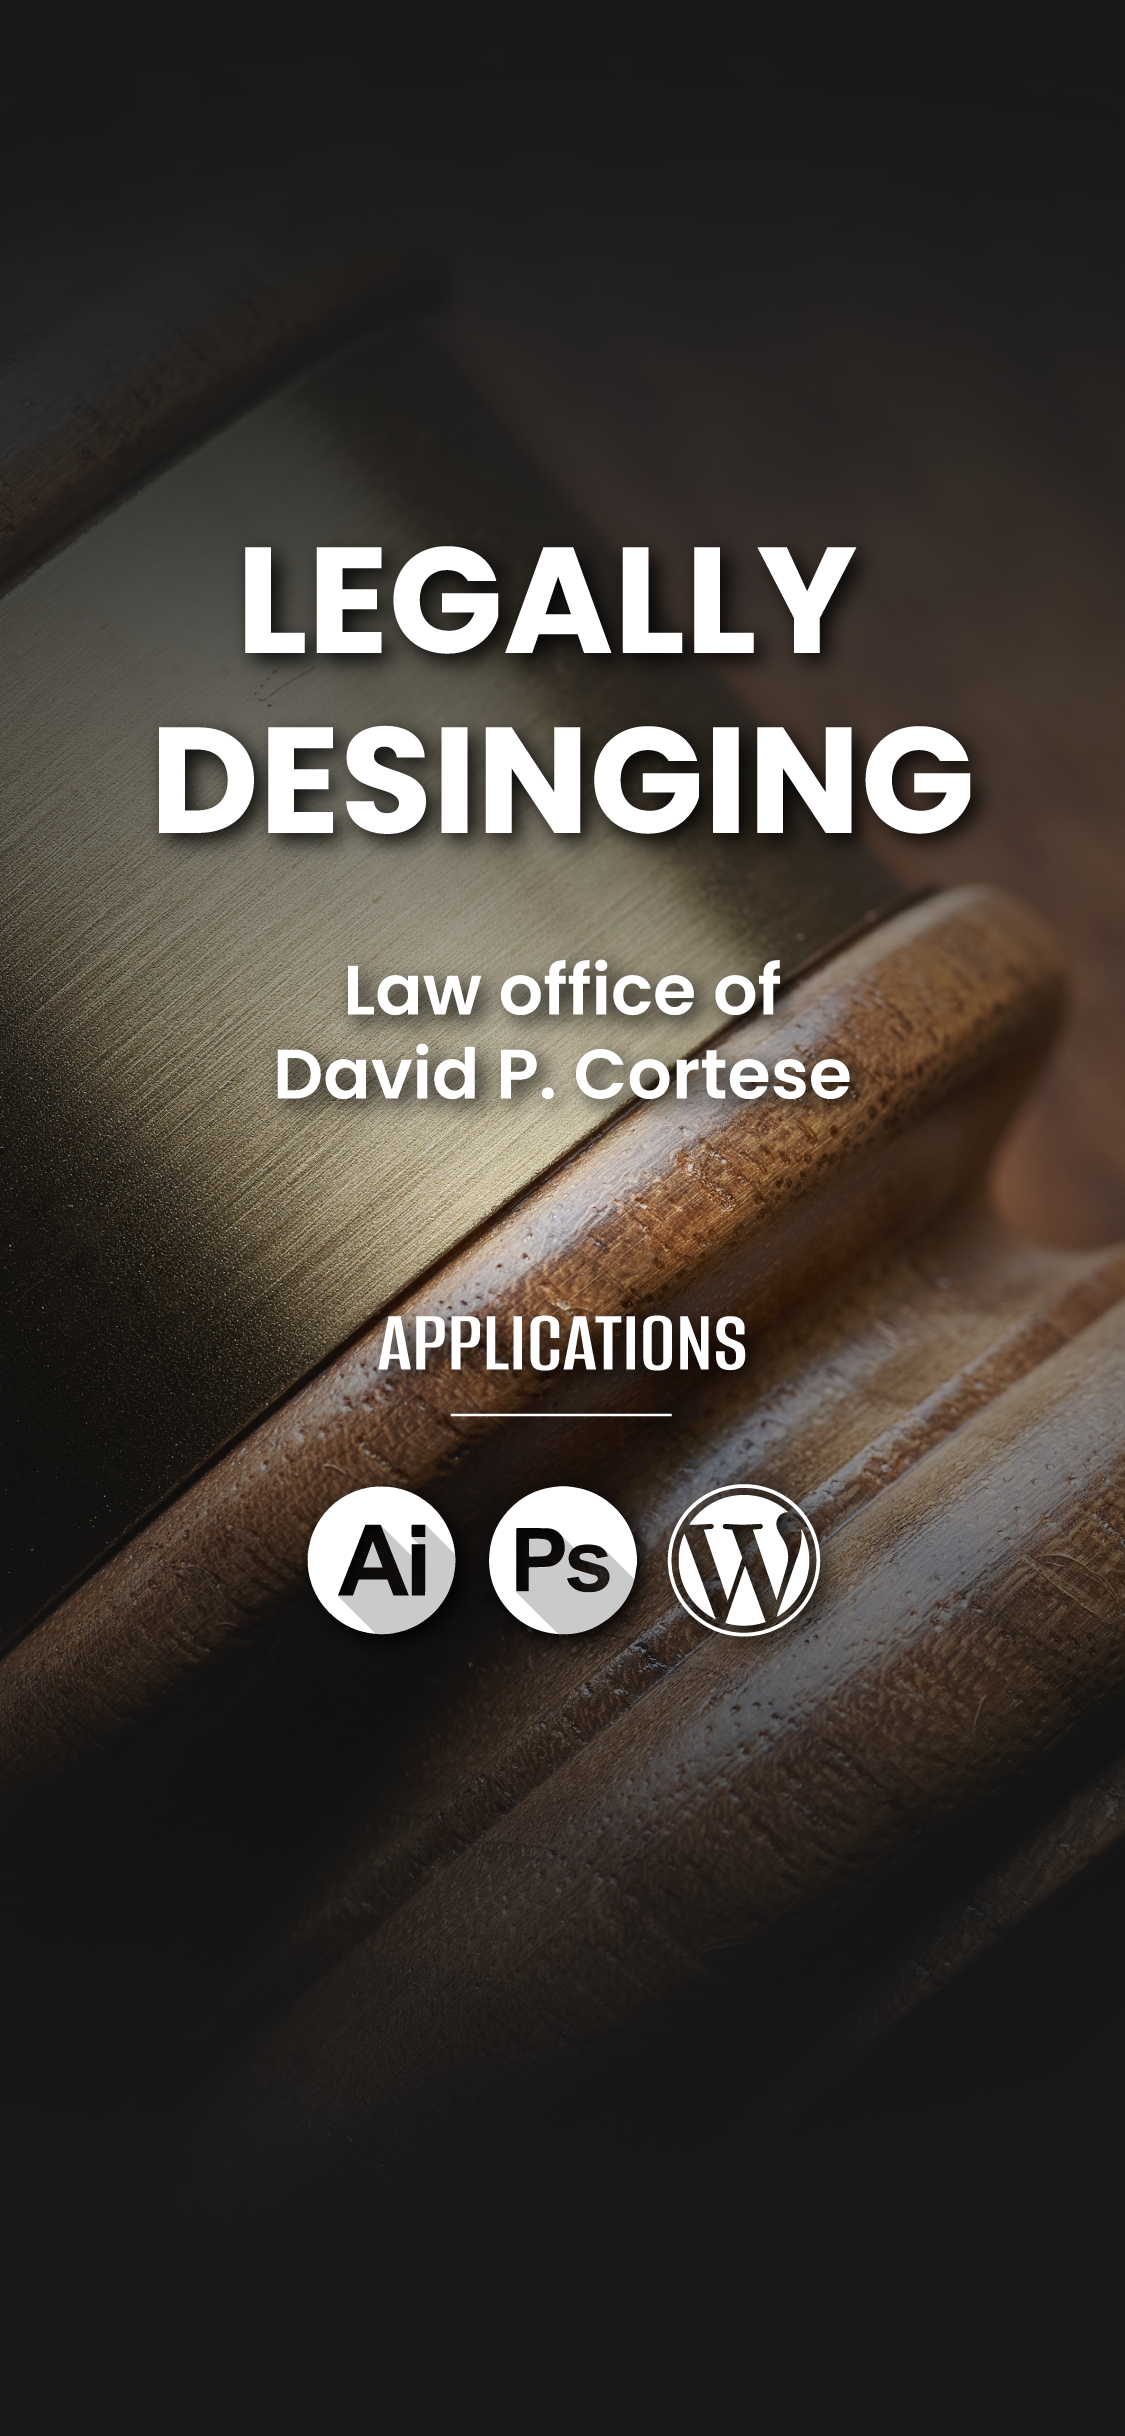 LEGALLY
DESINGING
Law office of
David P. Cortese
APPLICATIONS
Ai Ps W